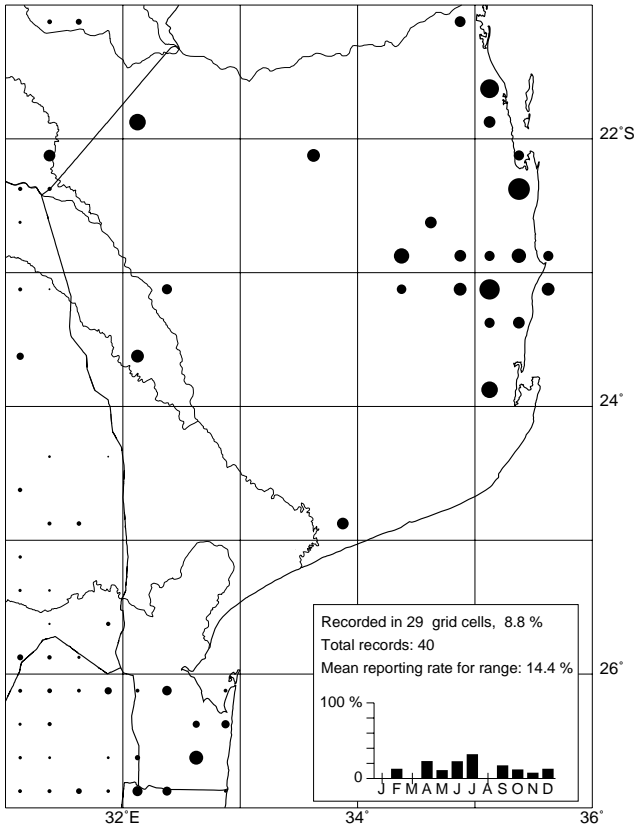 22˚S
24˚
26˚
Recorded in 29 grid cells, 8.8 %
Total records: 40
Mean reporting rate for range: 14.4 %
100 %
0
J F M A M J J A S O N D
32˚E 34˚ 36˚